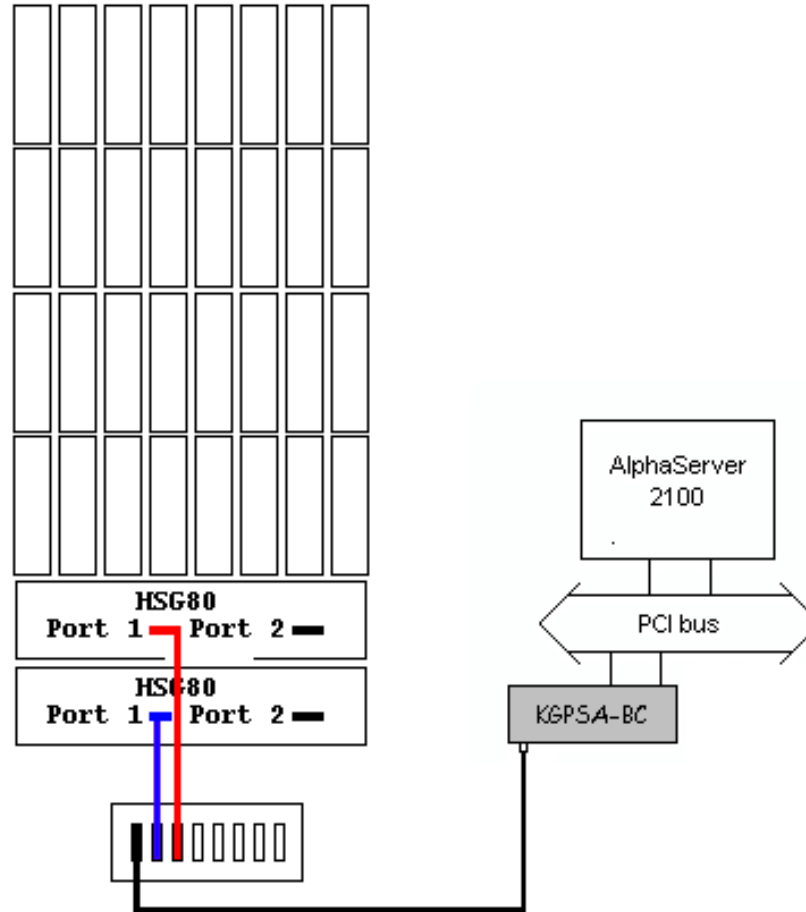 HSG80
Port 1 Port 2
HSG80
Port 1 Port 2
AlphaServer
2100
PCI bus
KGPSA-BC